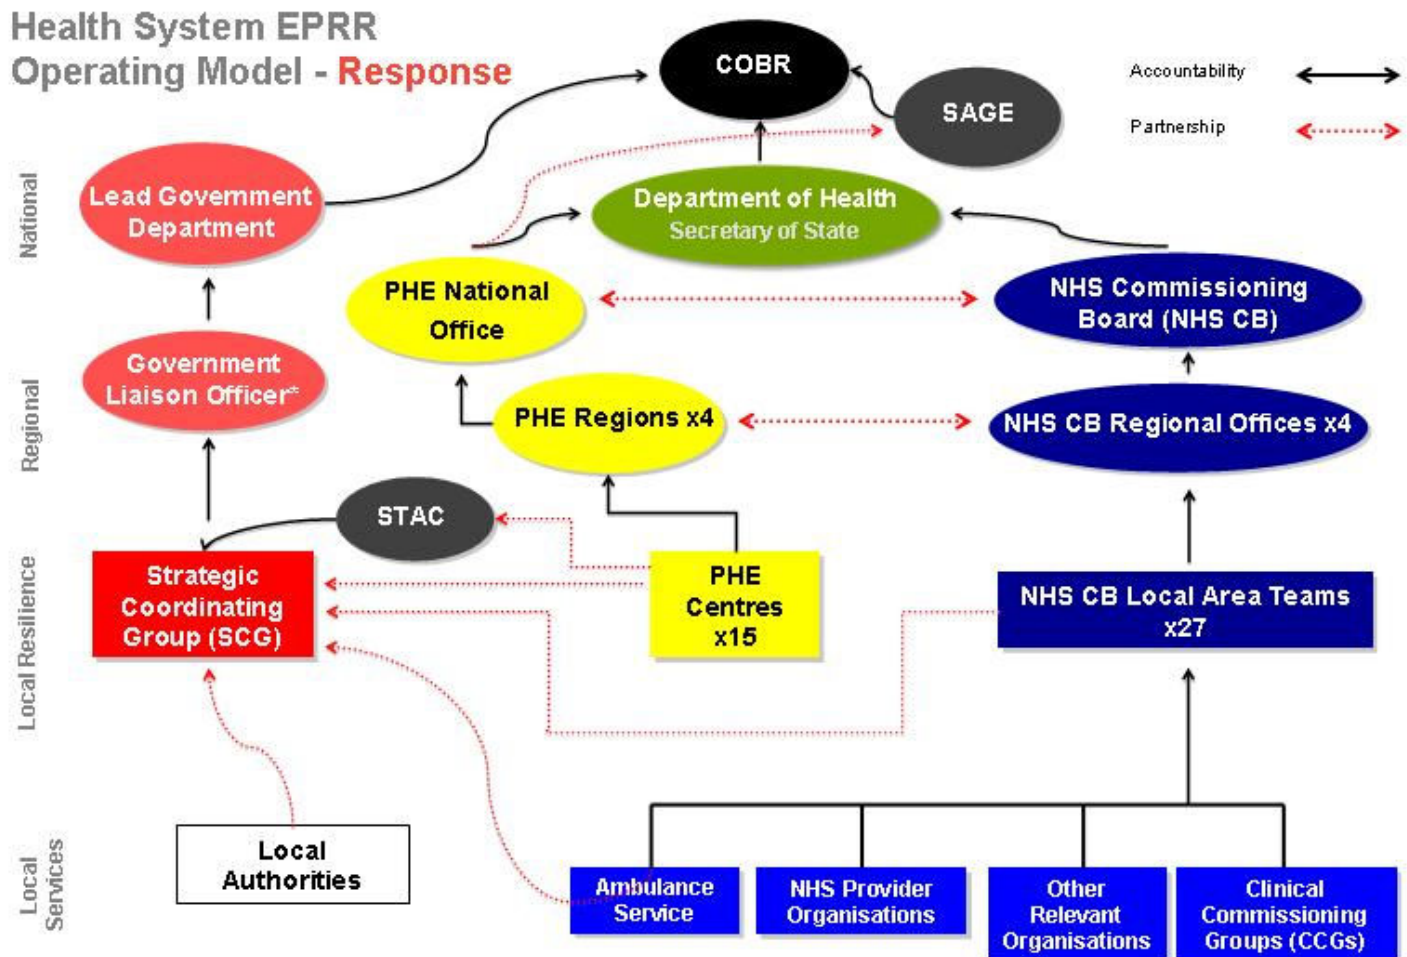 Health System EPRR
Operating Model - Response
COBR
SAGE
Accountability
Partnership
National
Lead Government
Department
Department of Health
Secretary of State
PHE National
Office
NHS Commissioning
Board (NHS CB)
Regional
Government
Liaison Officer*
PHE Regions x4
NHS CB Regional Offices x4
STAC
Local Resilience
Strategic
Coordinating
Group (SCG)
PHE
Centres
x15
NHS CB Local Area Teams
x27
Local
Services
Local
Authorities
Ambulance
Service
NHS Provider
Organisations
Other
Relevant
Organisations
Clinical
Commissioning
Groups (CCGs)